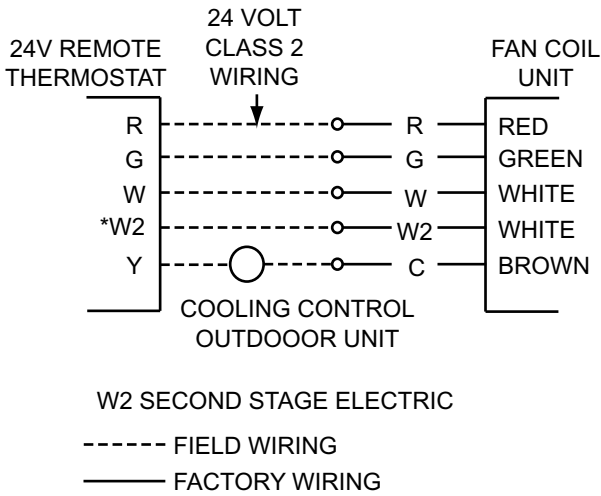 24 VOLT
CLASS 2
WIRING
24V REMOTE
THERMOSTAT
FAN COIL
UNIT
R R RED
G G GREEN
W W WHITE
*W2 W2 WHITE
Y C BROWN
COOLING CONTROL
OUTDOOOR UNIT
W2 SECOND STAGE ELECTRIC
FIELD WIRING
FACTORY WIRING